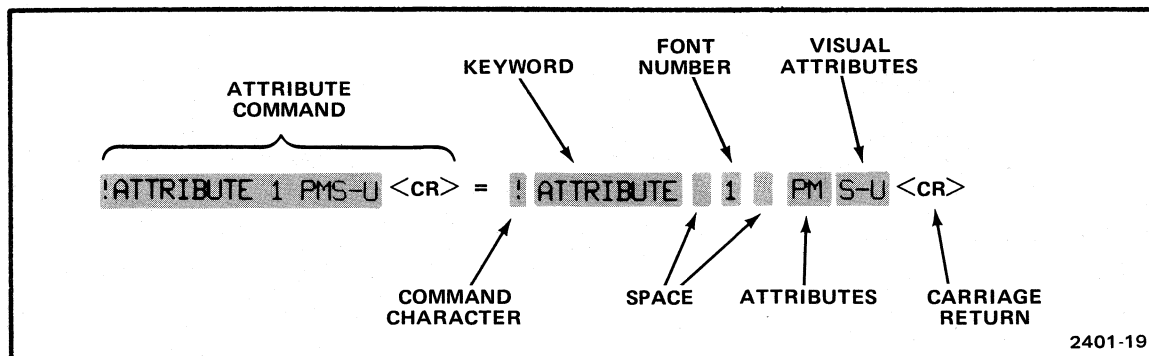 FONT
NUMBER
VISUAL
ATTRIBUTES
KEYWORD
ATTRIBUTE
COMMAND
!ATTRIBUTE 1 PMS-U <CR> = ! ATTRIBUTE 1 PM S-U <CR>
COMMAND
CHARACTER
SPACE
ATTRIBUTES
CARRIAGE
RETURN
2401-19